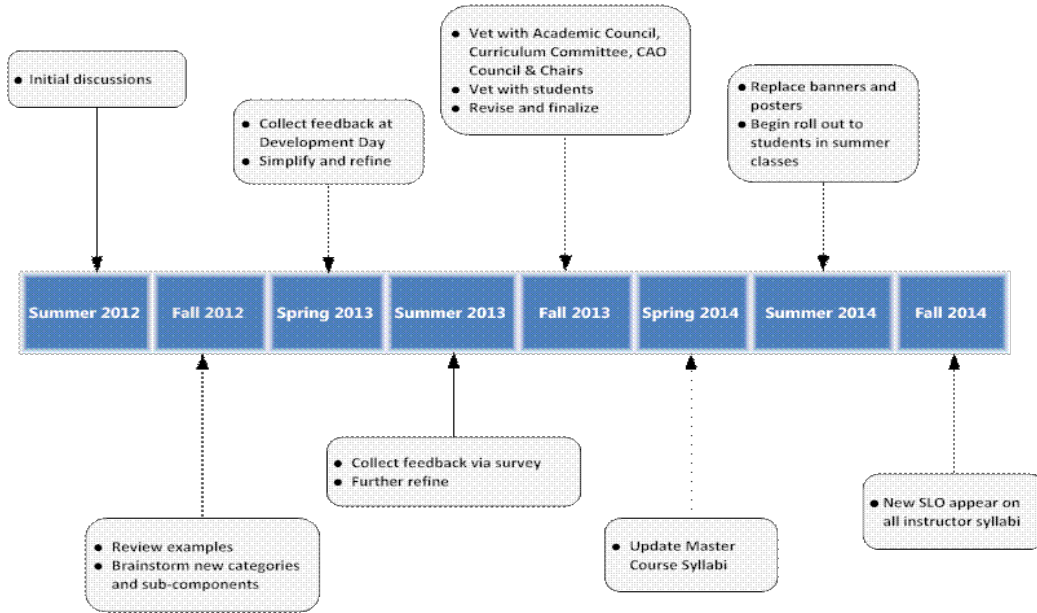 ● Initial discussions
● Collect feedback at
Development Day
● Simplify and refine
● Vet with Academic Council,
Curriculum Committee, CAO
Council & Chairs
● Vet with students
● Revise and finalize
● Replace banners and
posters
● Begin roll out to
students in summer
classes
Summer 2012
Fall 2012
Spring 2013
Summer 2013
Fall 2013
Spring 2014
Summer 2014
Fall 2014
● Review examples
● Brainstorm new categories
and sub-components
● Collect feedback via survey
● Further refine
● Update Master
Course Syllabi
● New SLO appear on
all instructor syllabi